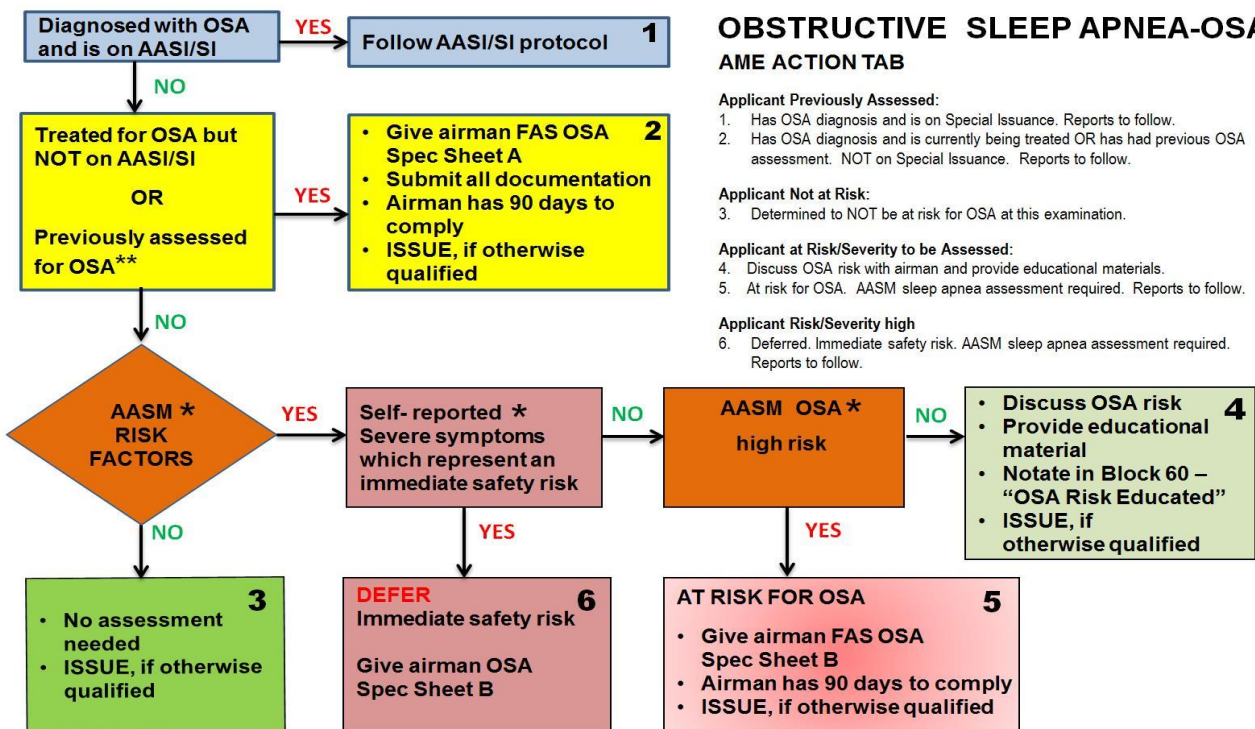 Diagnosed with OSA
and is on AASI/SI
YES
Follow AASI/SI protocol
1
NO
Treated for OSA but
NOT on AASI/SI
OR
Previously assessed
for OSA**
YES
2
• Give airman FAS OSA
Spec Sheet A
• Submit all documentation
• Airman has 90 days to
comply
• ISSUE, if otherwise
qualified
NO
OBSTRUCTIVE SLEEP APNEA-OSA
AME ACTION TAB
Applicant Previously Assessed:
1. Has OSA diagnosis and is on Special Issuance. Reports to follow.
2. Has OSA diagnosis and is currently being treated OR has had previous OSA
assessment. NOT on Special Issuance. Reports to follow.
Applicant Not at Risk:
3. Determined to NOT be at risk for OSA at this examination.
Applicant at Risk/Severity to be Assessed:
4. Discuss OSA risk with airman and provide educational materials.
5. At risk for OSA. AASM sleep apnea assessment required. Reports to follow.
Applicant Risk/Severity high
6. Deferred. Immediate safety risk. AASM sleep apnea assessment required.
Reports to follow.
AASM *
RISK
FACTORS
YES
Self- reported *
Severe symptoms
which represent an
immediate safety risk
NO
AASM OSA*
high risk
NO
4
• Discuss OSA risk
• Provide educational
material
• Notate in Block 60 –
“OSA Risk Educated”
• ISSUE, if
otherwise qualified
NO
YES
YES
3
• No assessment
needed
• ISSUE, if otherwise
qualified
DEFER
6
Immediate safety risk
Give airman OSA
Spec Sheet B
AT RISK FOR OSA
5
• Give airman FAS OSA
Spec Sheet B
• Airman has 90 days to comply
• ISSUE, if otherwise qualified